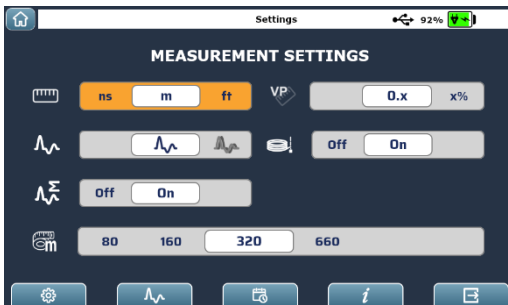 Settings 92%
MEASUREMENT SETTINGS
ns m ft VP 0.x x%
Off On
Σ Off On
m 80 160 320 660
i